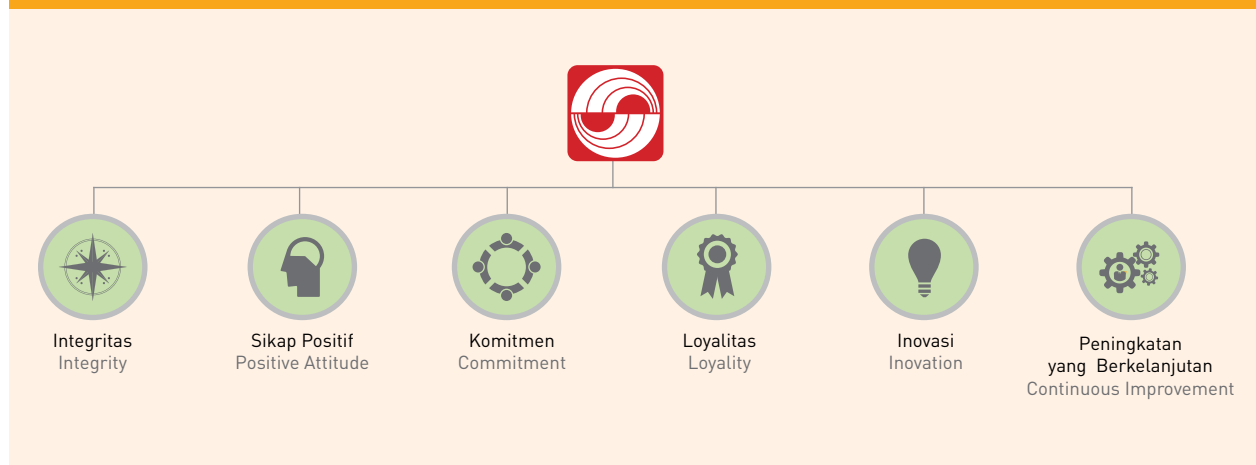 Integritas
Integrity
Sikap Positif
Positive Attitude
Komitmen
Commitment
Loyalitas
Loyality
Inovasi
Inovation
Peningkatan
yang Berkelanjutan
Continuous Improvement